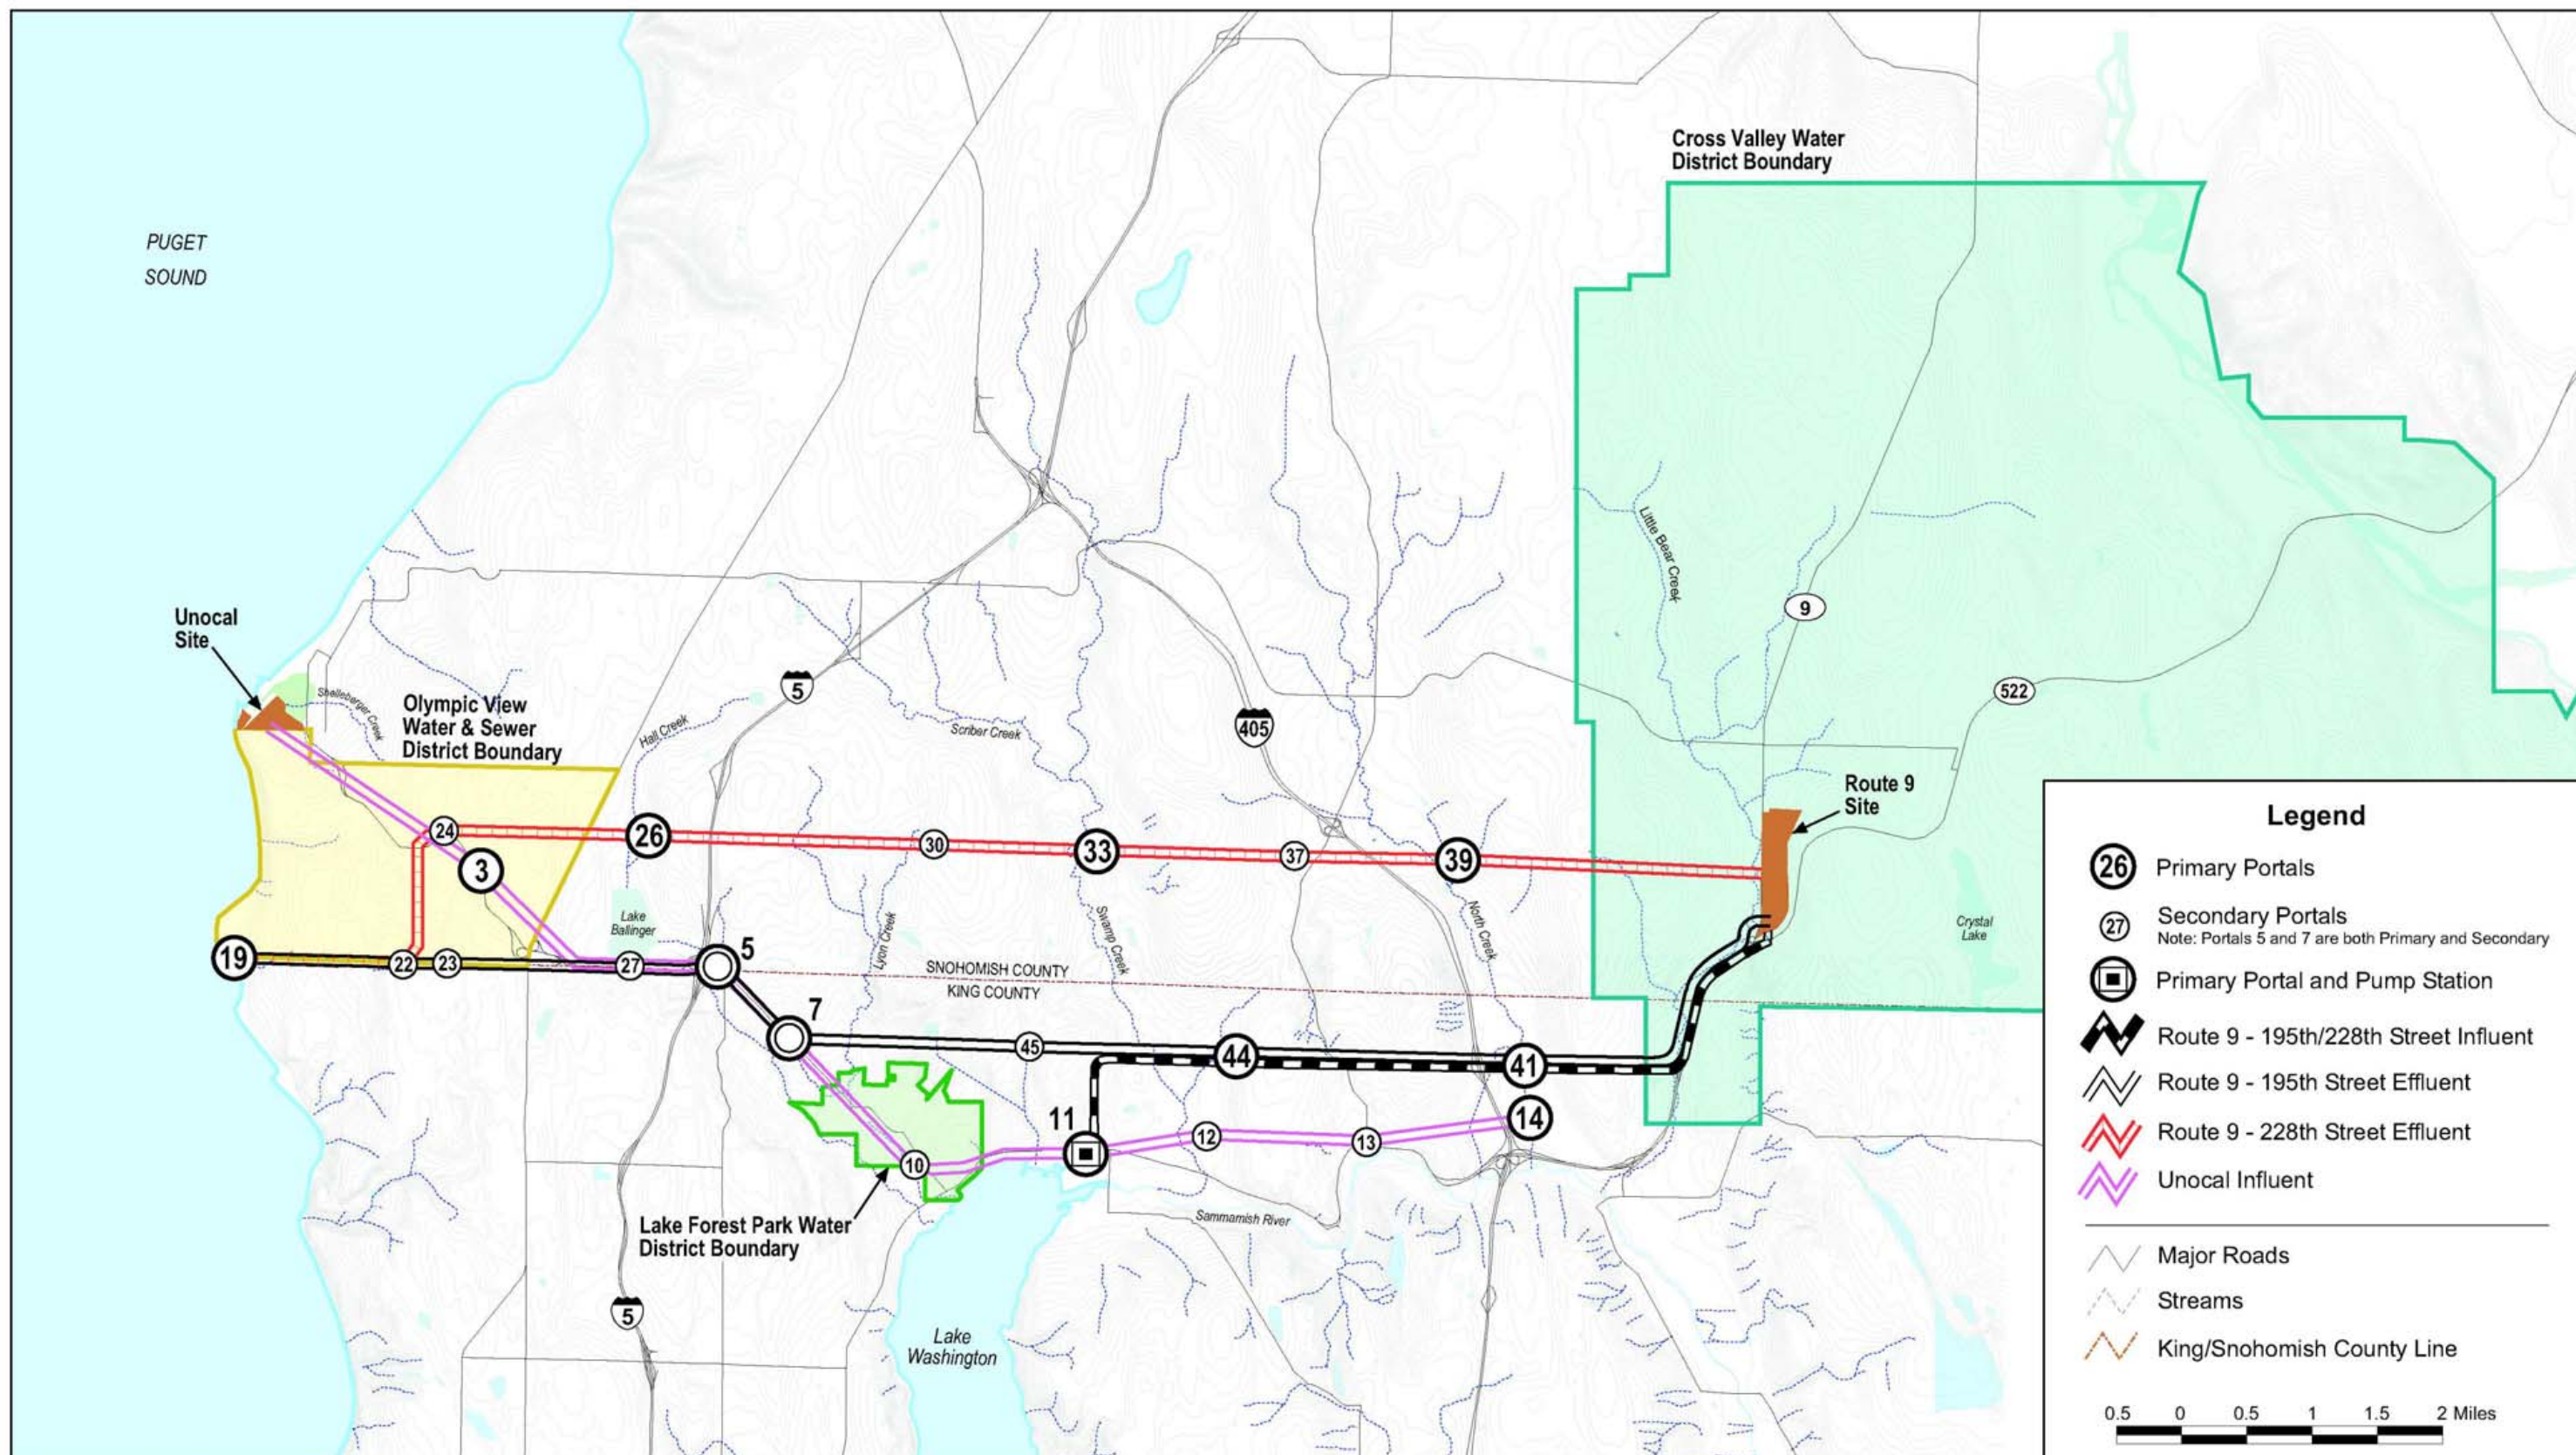 Cross Valley Water
District Boundary
PUGET
SOUND
Little Bear Creek
9
Unocal
Site
522
5
Shelleberger Creek
Olympic View
Water & Sewer
District Boundary
Hall Creek
Scriber Creek
405
Route 9
Site
24
26
30
33
37
39
3
Lake
Ballinger
Lyon Creek
Swamp Creek
North Creek
Crystal
Lake
19
22
23
27
5
SNOHOMISH COUNTY
KING COUNTY
7
45
44
41
11
14
12
13
10
Lake Forest Park Water
District Boundary
Sammamish River
5
Lake
Washington
Legend
26 Primary Portals
27 Secondary Portals
Note: Portals 5 and 7 are both Primary and Secondary
Primary Portal and Pump Station
Route 9 - 195th/228th Street Influent
Route 9 - 195th Street Effluent
Route 9 - 228th Street Effluent
Unocal Influent
Major Roads
Streams
King/Snohomish County Line
0.5 0 0.5 1 1.5 2 Miles